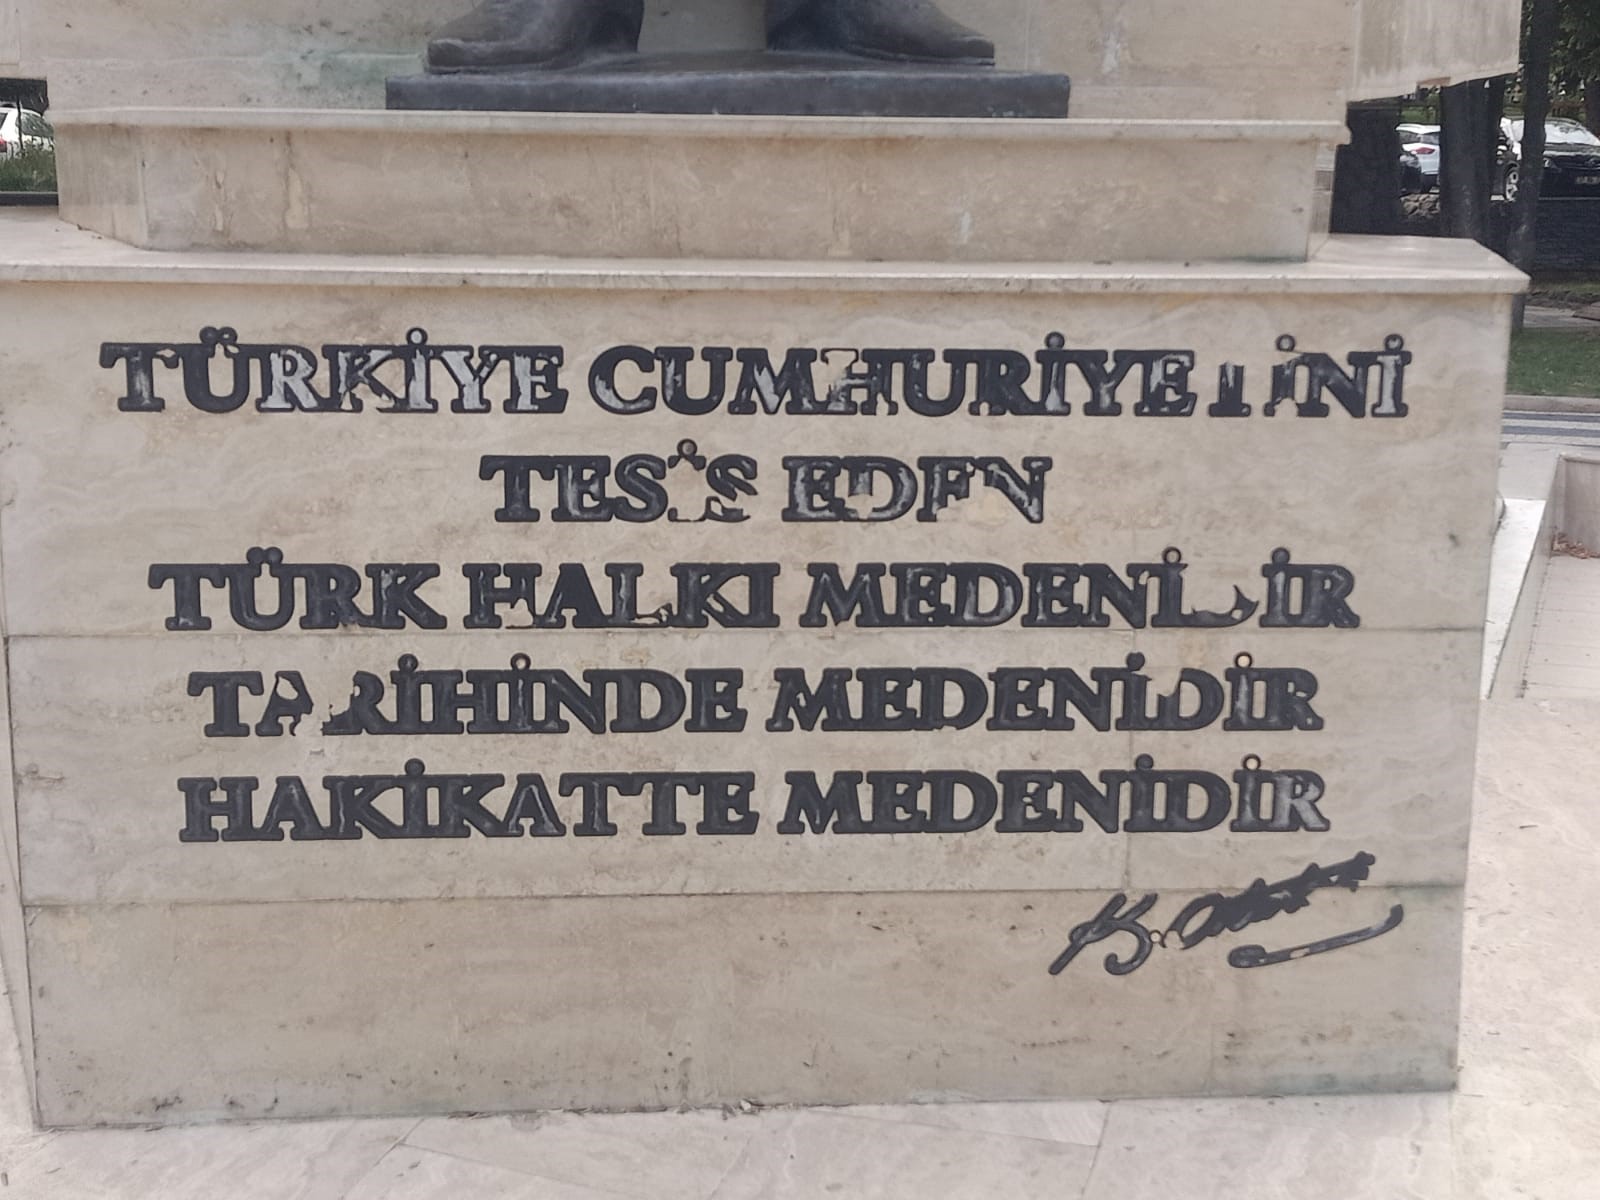 TÜRKİYE CUMHURİYETİNİ
TESİS EDEN
TÜRK HALKI MEDENİDİR
TARİHİNDE MEDENİDİR
HAKİKATTE MEDENİDİR
K. Atatürk